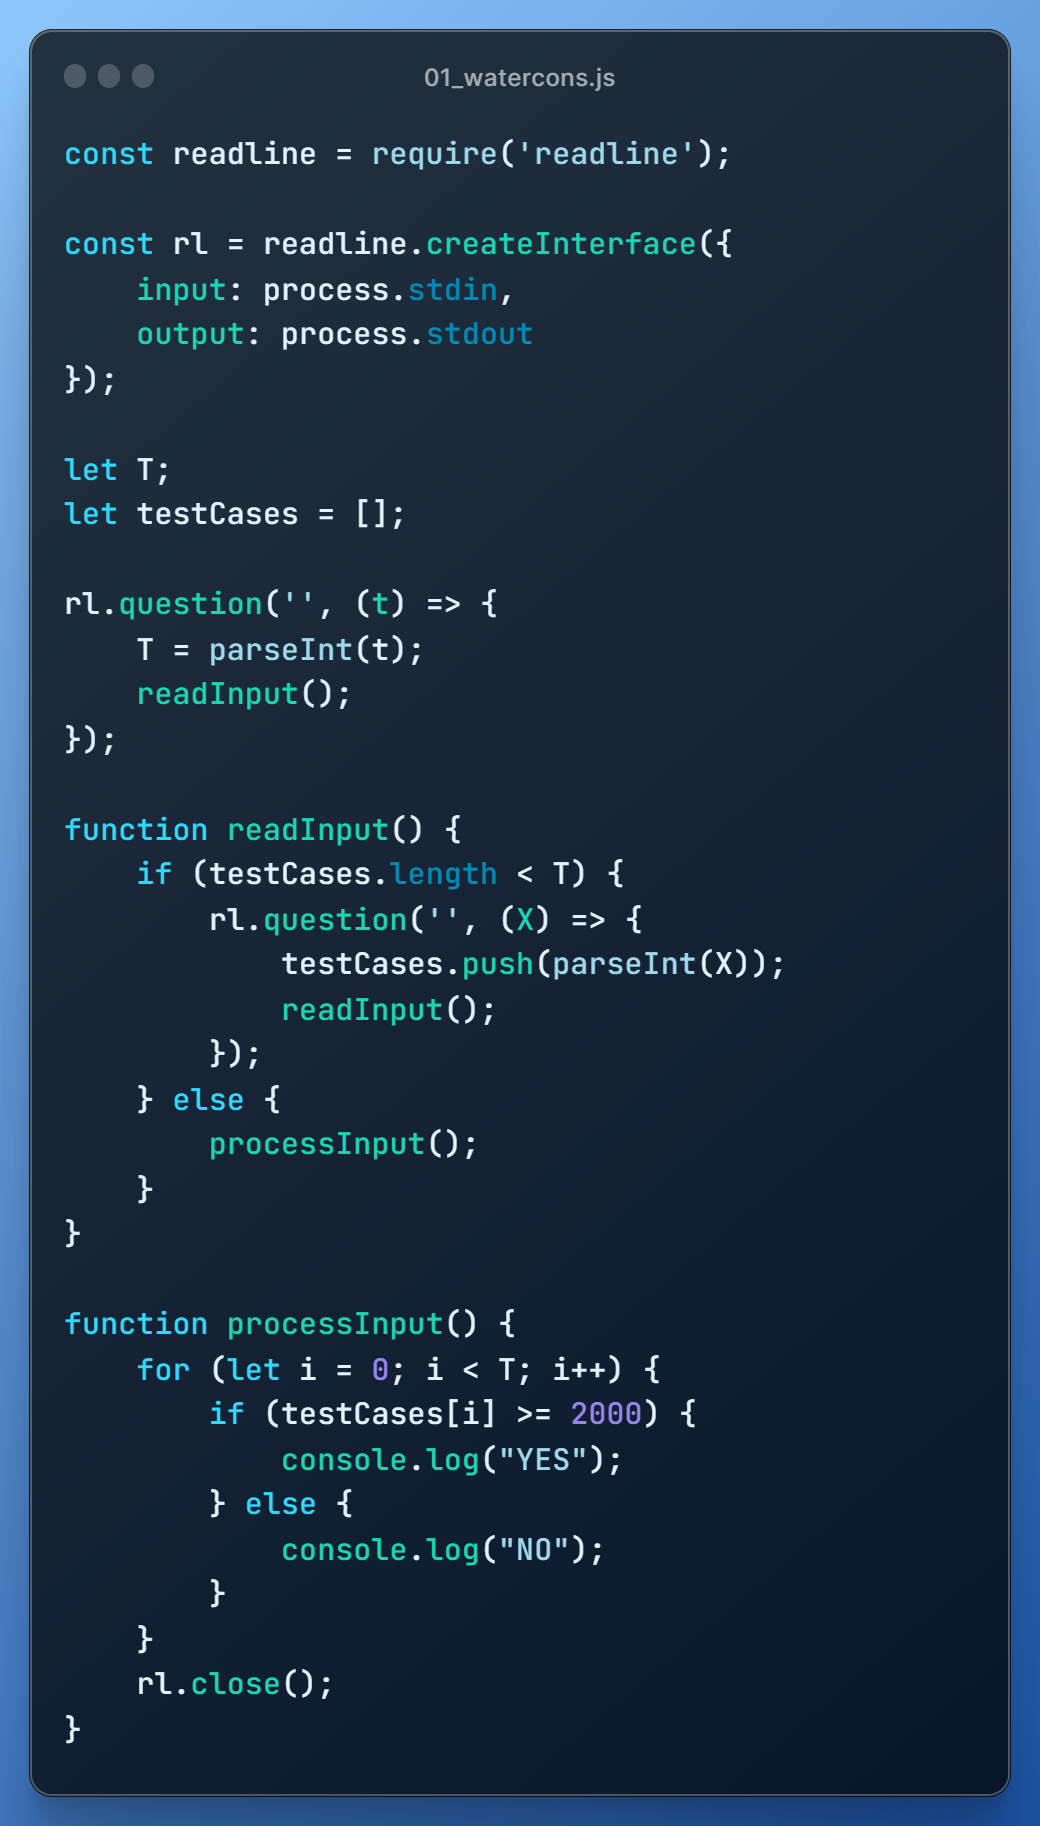 01_watercons.js
const readline = require('readline');
const rl = readline.createInterface({
    input: process.stdin,
    output: process.stdout
});
let T;
let testCases = [];
rl.question('', (t) => {
    T = parseInt(t);
    readInput();
});
function readInput() {
    if (testCases.length < T) {
        rl.question('', (X) => {
            testCases.push(parseInt(X));
            readInput();
        });
    } else {
        processInput();
    }
}
function processInput() {
    for (let i = 0; i < T; i++) {
        if (testCases[i] >= 2000) {
            console.log("YES");
        } else {
            console.log("NO");
        }
    }
    rl.close();
}